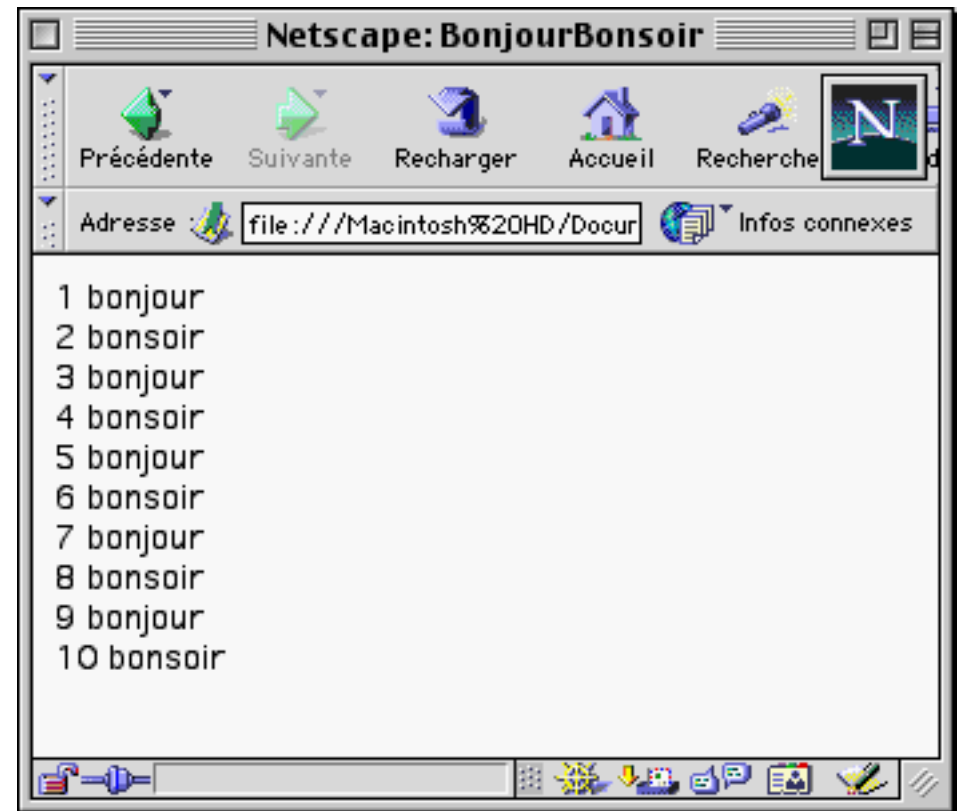 Netscape: BonjourBonsoir
Précédente Suivante Recharger Accueil Recherche N d
Adresse file:///Macintosh%20HD/Docur Infos connexes
1 bonjour
2 bonsoir
3 bonjour
4 bonsoir
5 bonjour
6 bonsoir
7 bonjour
8 bonsoir
9 bonjour
10 bonsoir